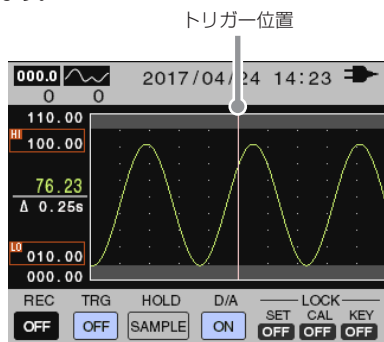 トリガー位置
000.0 2017/04/24 14:23
0 0
110.00
HI 100.00
76.23
Δ 0.25s
LO 010.00
000.00
REC TRG HOLD D/A LOCK
SET CAL KEY
OFF OFF SAMPLE ON OFF OFF OFF